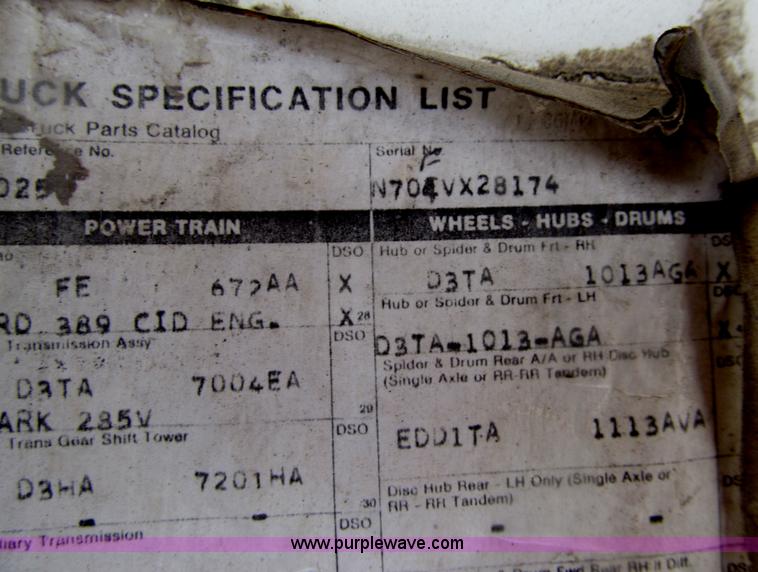 UCK SPECIFICATION LIST
Truck Parts Catalog
Reference No. Serial No.
025 N704VX28174
POWER TRAIN WHEELS - HUBS - DRUMS
DSO Hub or Spider & Drum Frt - RH
FE 672AA X D3TA 1013AGA X
Hub or Spider & Drum Frt - LH
RD 389 CID ENG. X 28
Transmission Assy DSO D3TA-1013-AGA X
Spider & Drum Rear A/A or RH Disc Hub
(Single Axle or RR-RR Tandem)
D3TA 7004EA
ARK 285V 29
Trans Gear Shift Tower DSO EDD1TA 1113AVA
D3HA 7201HA
Disc Hub Rear - LH Only (Single Axle or
RR - RR Tandem)
30
- - - -
DSO
iliary Transmission
www.purplewave.com